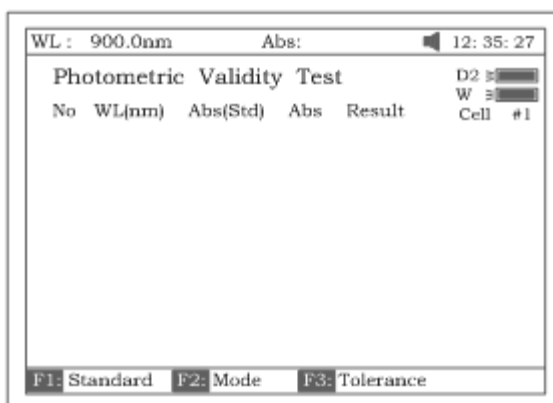 WL : 900.0nm Abs: 12: 35: 27
Photometric Validity Test D2
W
No WL(nm) Abs(Std) Abs Result Cell #1
F1: Standard F2: Mode F3: Tolerance